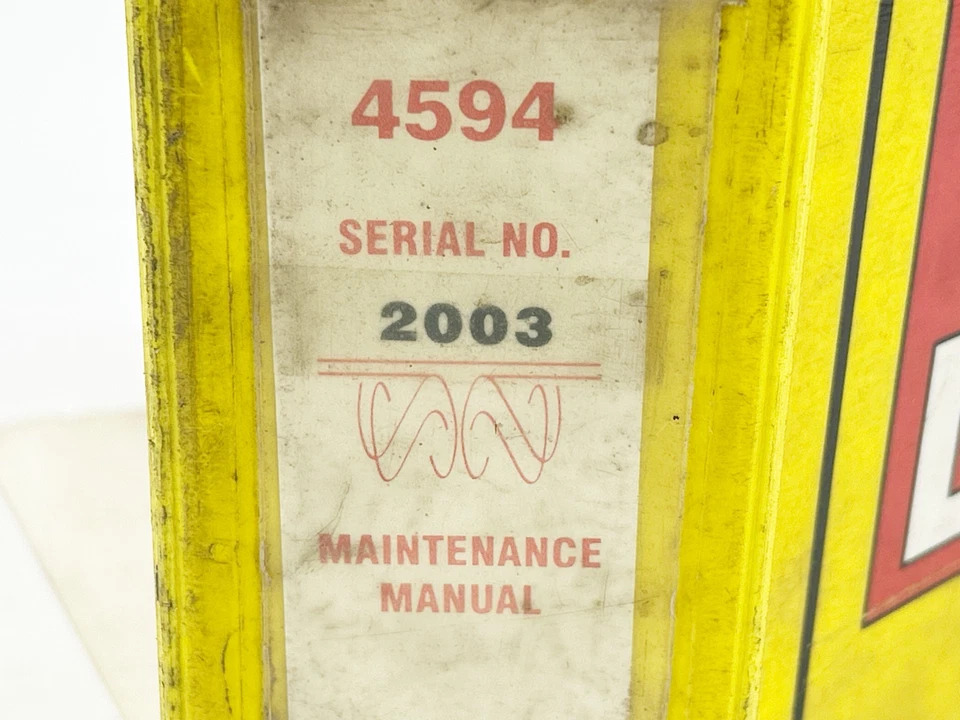 4594
SERIAL NO.
2003
MAINTENANCE
MANUAL